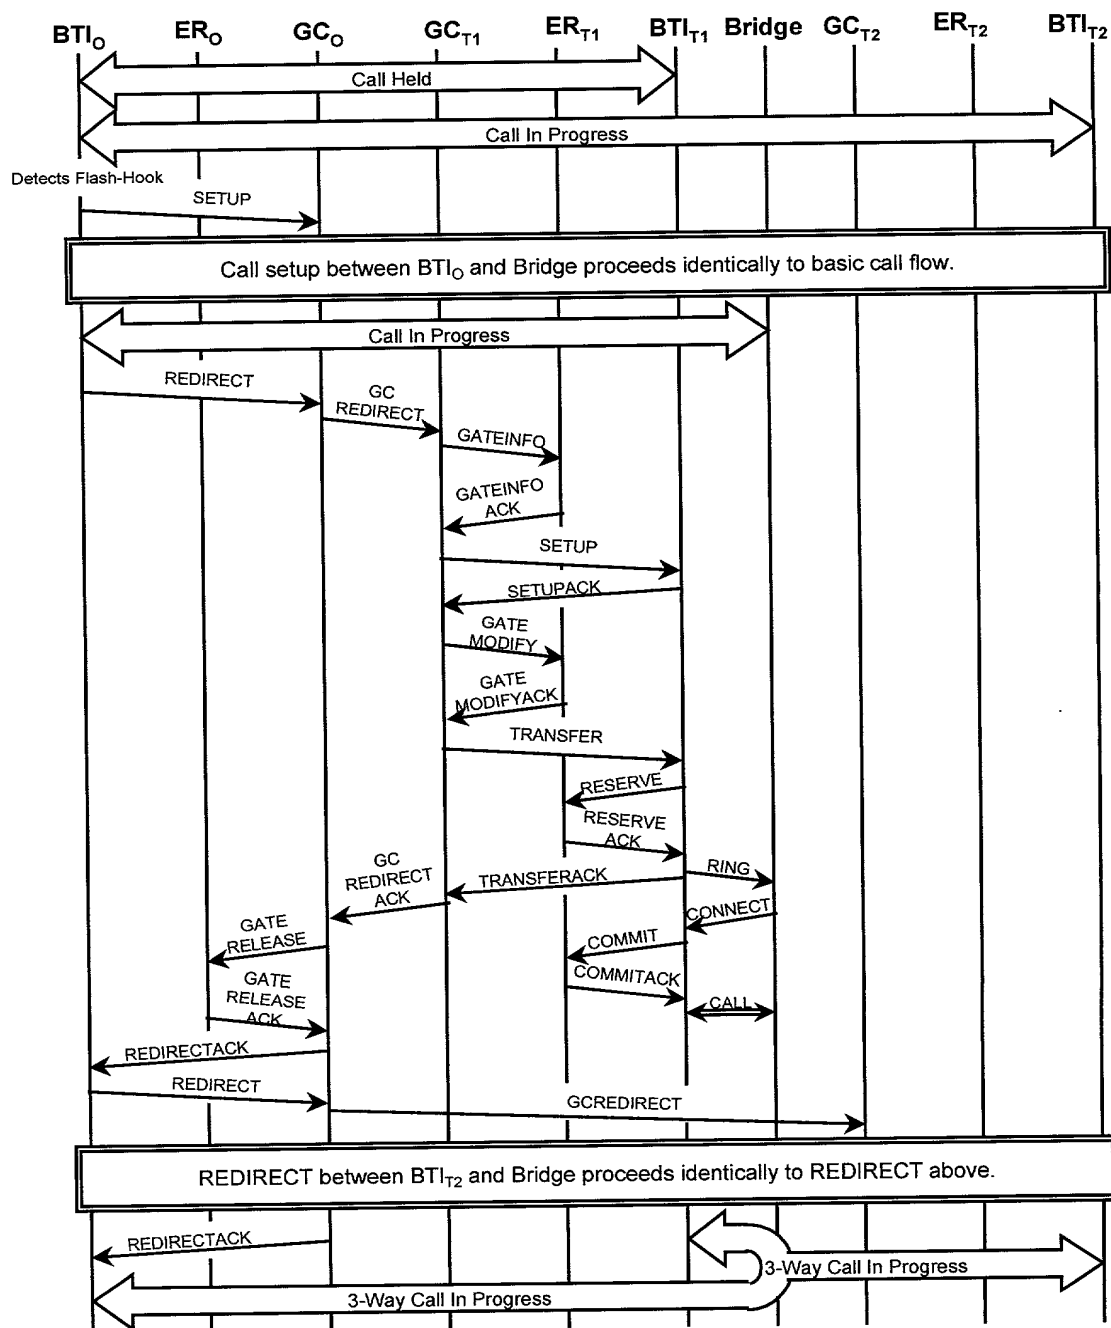 BTIO ERO GCO GCT1 ERT1 BTIT1 Bridge GCT2 ERT2 BTIT2
Call Held
Call In Progress
Detects Flash-Hook
SETUP
Call setup between BTIO and Bridge proceeds identically to basic call flow.
Call In Progress
REDIRECT
GC
REDIRECT
GATEINFO
GATEINFO
ACK
SETUP
SETUPACK
GATE
MODIFY
GATE
MODIFYACK
TRANSFER
RESERVE
RESERVE
ACK
RING
TRANSFERACK
GC
REDIRECT
ACK
CONNECT
GATE
RELEASE
COMMIT
COMMITACK
GATE
RELEASE
ACK
CALL
REDIRECTACK
REDIRECT
GCREDIRECT
REDIRECT between BTIT2 and Bridge proceeds identically to REDIRECT above.
REDIRECTACK
3-Way Call In Progress
3-Way Call In Progress